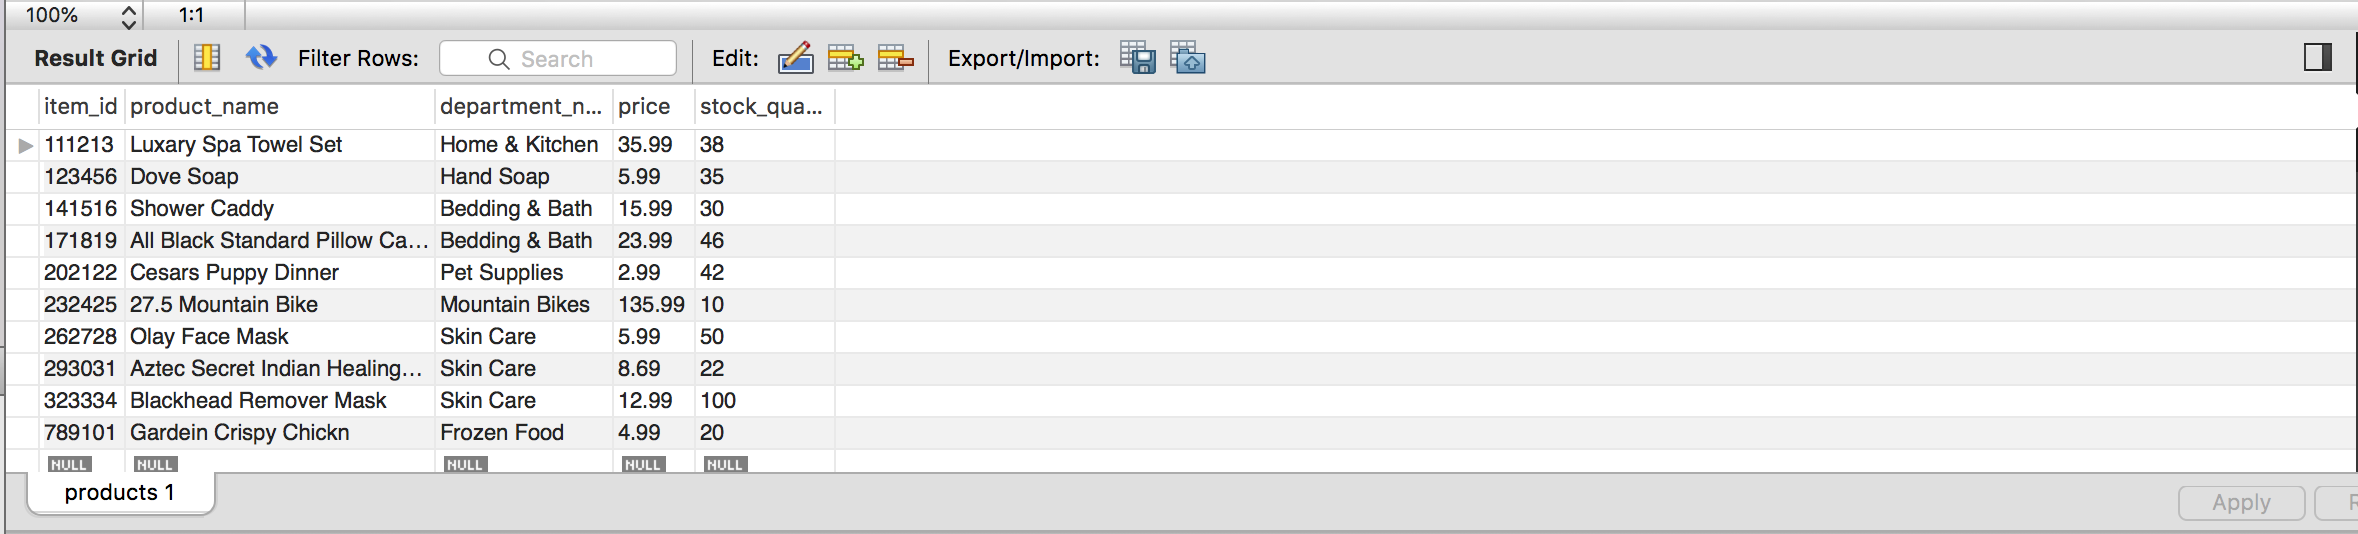 100% 1:1
Result Grid Filter Rows: Search Edit: Export/Import:
item_id product_name department_n... price stock_qua...
111213 Luxary Spa Towel Set Home & Kitchen 35.99 38
123456 Dove Soap Hand Soap 5.99 35
141516 Shower Caddy Bedding & Bath 15.99 30
171819 All Black Standard Pillow Ca... Bedding & Bath 23.99 46
202122 Cesars Puppy Dinner Pet Supplies 2.99 42
232425 27.5 Mountain Bike Mountain Bikes 135.99 10
262728 Olay Face Mask Skin Care 5.99 50
293031 Aztec Secret Indian Healing... Skin Care 8.69 22
323334 Blackhead Remover Mask Skin Care 12.99 100
789101 Gardein Crispy Chickn Frozen Food 4.99 20
NULL NULL NULL NULL NULL
products 1
Apply